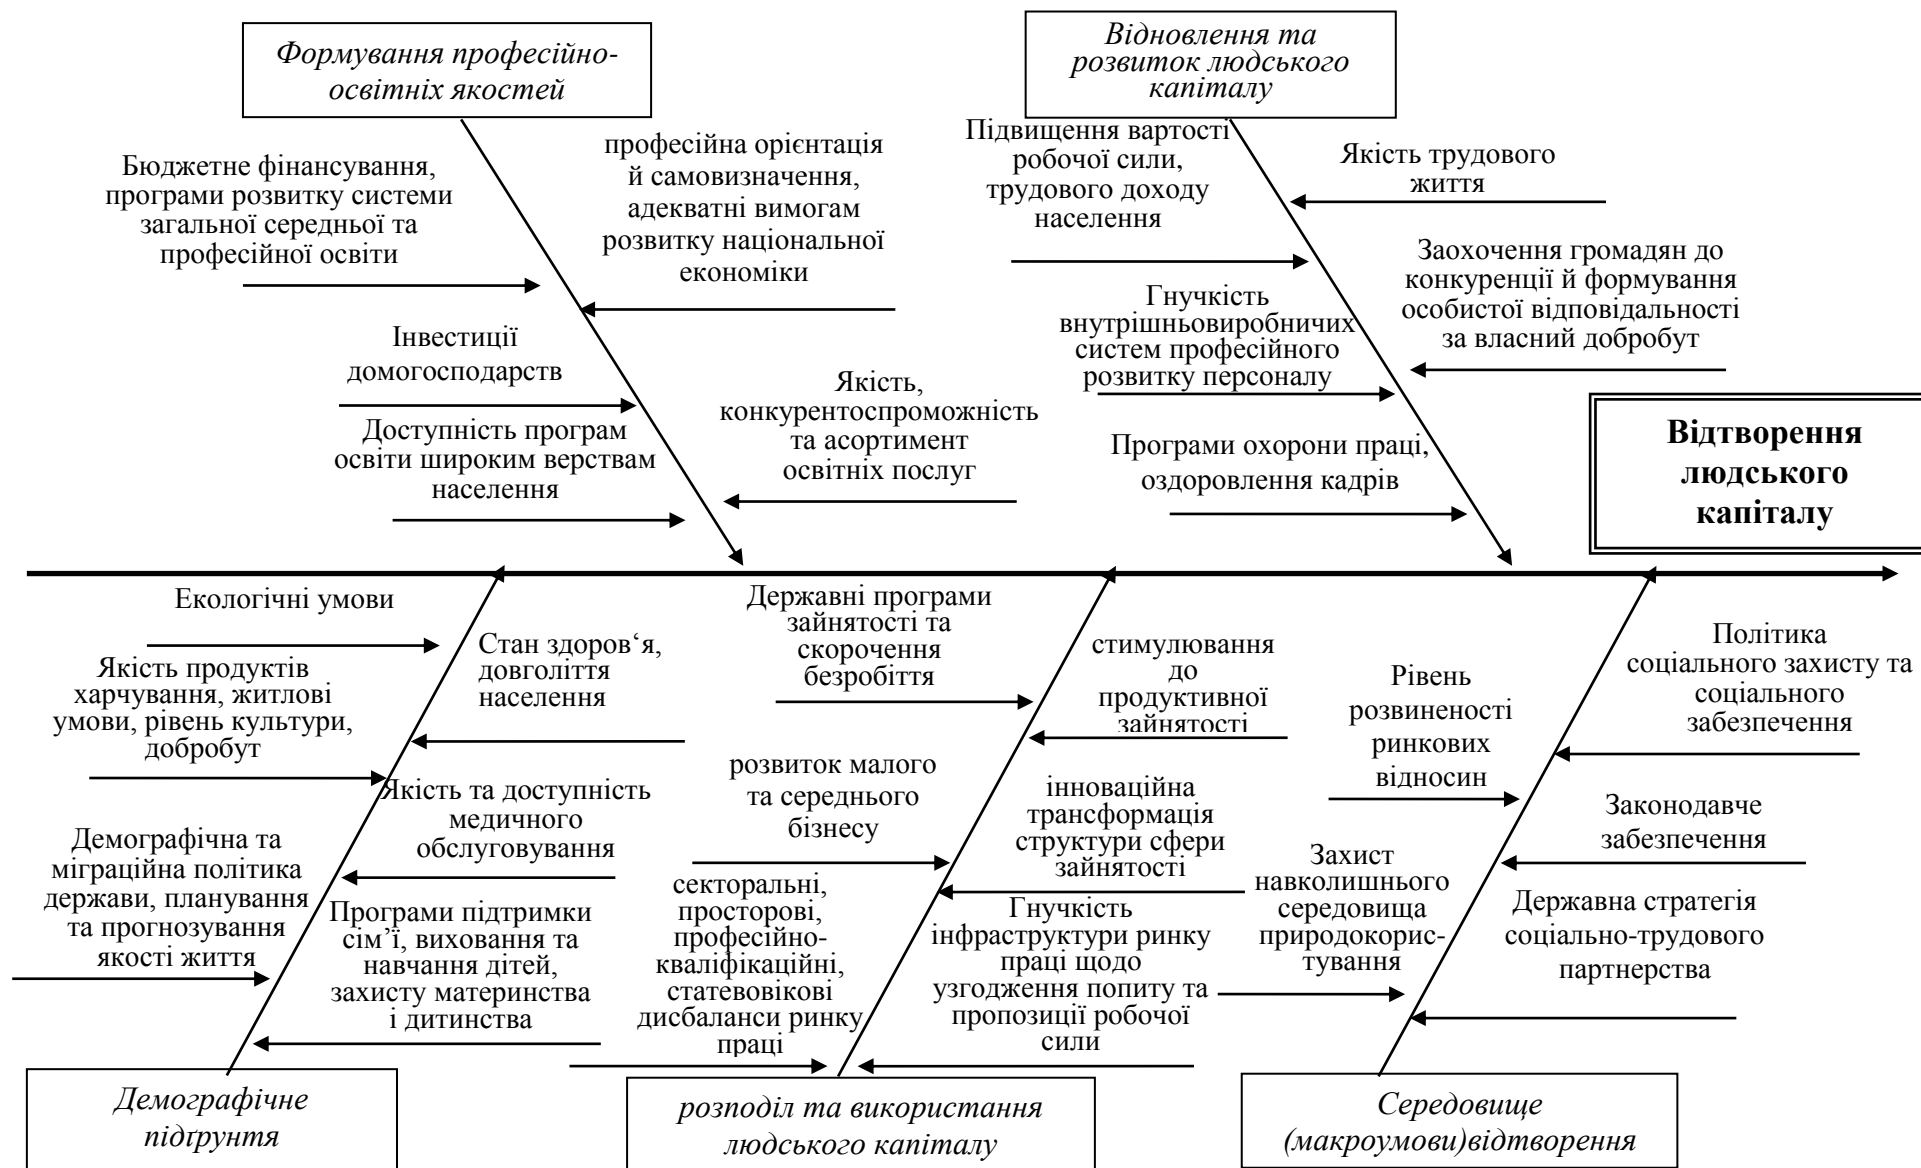 Формування професійно-
освітніх якостей
Відновлення та
розвиток людського
капіталу
Бюджетне фінансування,
програми розвитку системи
загальної середньої та
професійної освіти
професійна орієнтація
й самовизначення,
адекватні вимогам
розвитку національної
економіки
Інвестиції
домогосподарств
Доступність програм
освіти широким верствам
населення
Якість,
конкурентоспроможність
та асортимент
освітніх послуг
Підвищення вартості
робочої сили,
трудового доходу
населення
Якість трудового
життя
Гнучкість
внутрішньовиробничих
систем професійного
розвитку персоналу
Заохочення громадян до
конкуренції й формування
особистої відповідальності
за власний добробут
Програми охорони праці,
оздоровлення кадрів
Відтворення
людського
капіталу
Екологічні умови
Якість продуктів
харчування, житлові
умови, рівень культури,
добробут
Стан здоров‘я,
довголіття
населення
Якість та доступність
медичного
обслуговування
Демографічна та
міграційна політика
держави, планування
та прогнозування
якості життя
Програми підтримки
сім’ї, виховання та
навчання дітей,
захисту материнства
і дитинства
Державні програми
зайнятості та
скорочення
безробіття
стимулювання
до
продуктивної
зайнятості
розвиток малого
та середнього
бізнесу
інноваційна
трансформація
структури сфери
зайнятості
секторальні,
просторові,
професійно-
кваліфікаційні,
статевовікові
дисбаланси ринку
праці
Гнучкість
інфраструктури ринку
праці щодо
узгодження попиту та
пропозиції робочої
сили
Рівень
розвиненості
ринкових
відносин
Політика
соціального захисту та
соціального
забезпечення
Законодавче
забезпечення
Захист
навколишнього
середовища
природокорис-
тування
Державна стратегія
соціально-трудового
партнерства
Демографічне
підґрунтя
розподіл та використання
людського капіталу
Середовище
(макроумови)відтворення